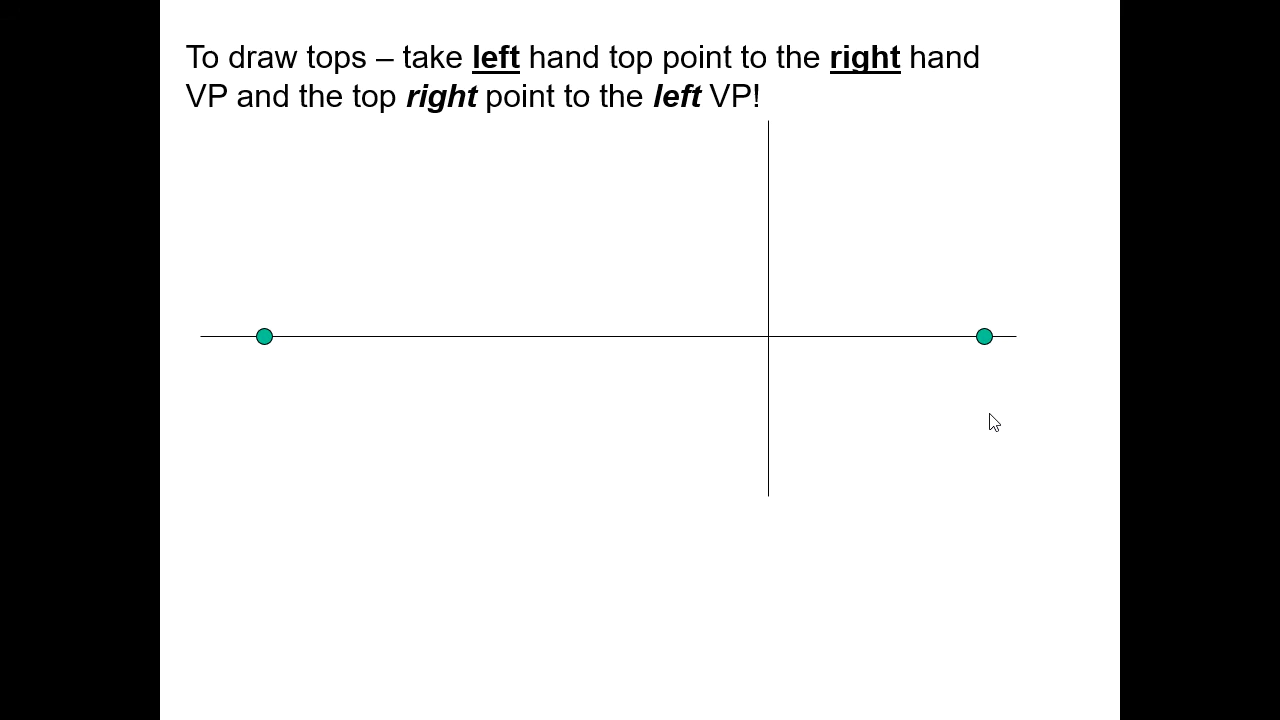 To draw tops – take left hand top point to the right hand
VP and the top right point to the left VP!